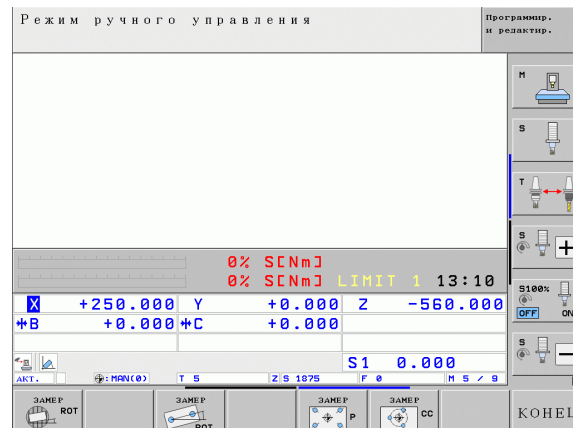 Режим ручного управления
Программир.
и редактир.
M
S
T
S
S100%
OFF ON
S
0% S[Nm]
0% S[Nm] LIMIT 1 13:10
X +250.000 Y +0.000 Z -560.000
B +0.000 C +0.000
S1 0.000
АКТ. : MAN(0) T 5 Z S 1875 F 0 M 5 / 9
ЗАМЕР
ROT
ЗАМЕР
ROT
ЗАМЕР
P
ЗАМЕР
CC
КОНЕЦ